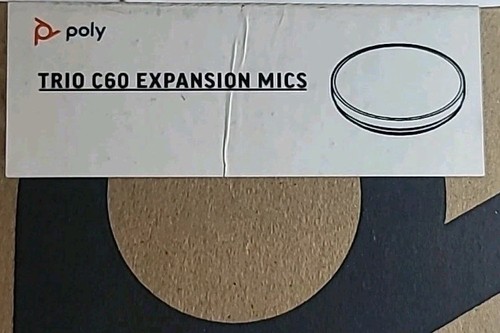 poly
TRIO C60 EXPANSION MICS